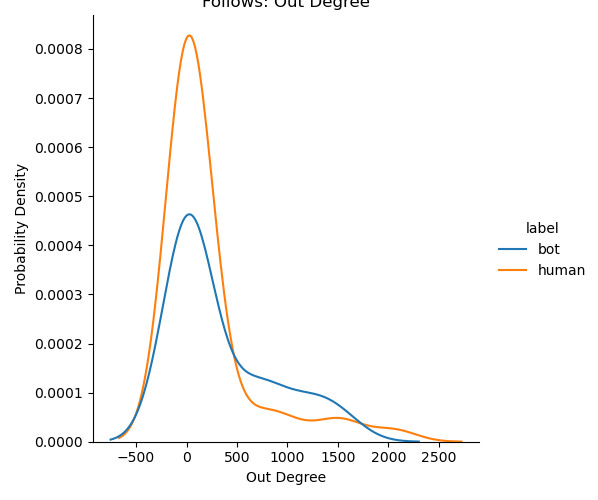 Follows: Out Degree
0.0008
0.0007
0.0006
0.0005
0.0004
0.0003
0.0002
0.0001
0.0000
Probability Density
−500 0 500 1000 1500 2000 2500
Out Degree
label
bot
human